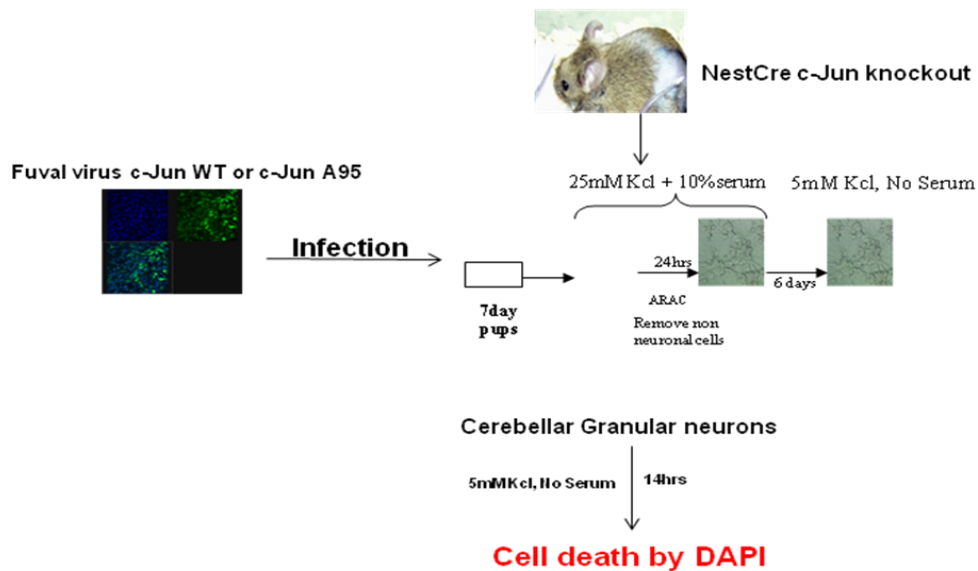 NestCre c-Jun knockout
Fuval virus c-Jun WT or c-Jun A95
25mM Kcl + 10%serum
5mM Kcl, No Serum
Infection
24hrs
6 days
7day
pups
ARAC
Remove non
neuronal cells
Cerebellar Granular neurons
5mMKcl, No Serum
14hrs
Cell death by DAPI